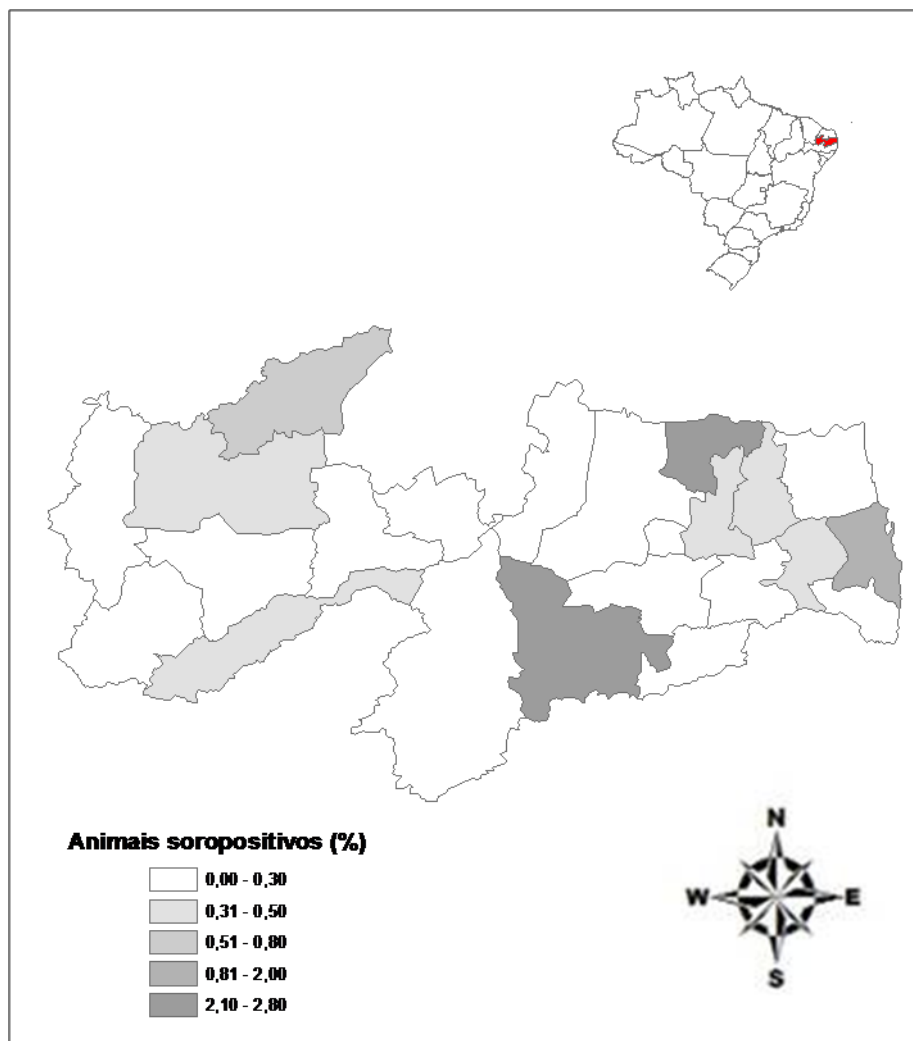 Animais soropositivos (%)
0,00 - 0,30
0,31 - 0,50
0,51 - 0,80
0,81 - 2,00
2,10 - 2,80
N
W E
S